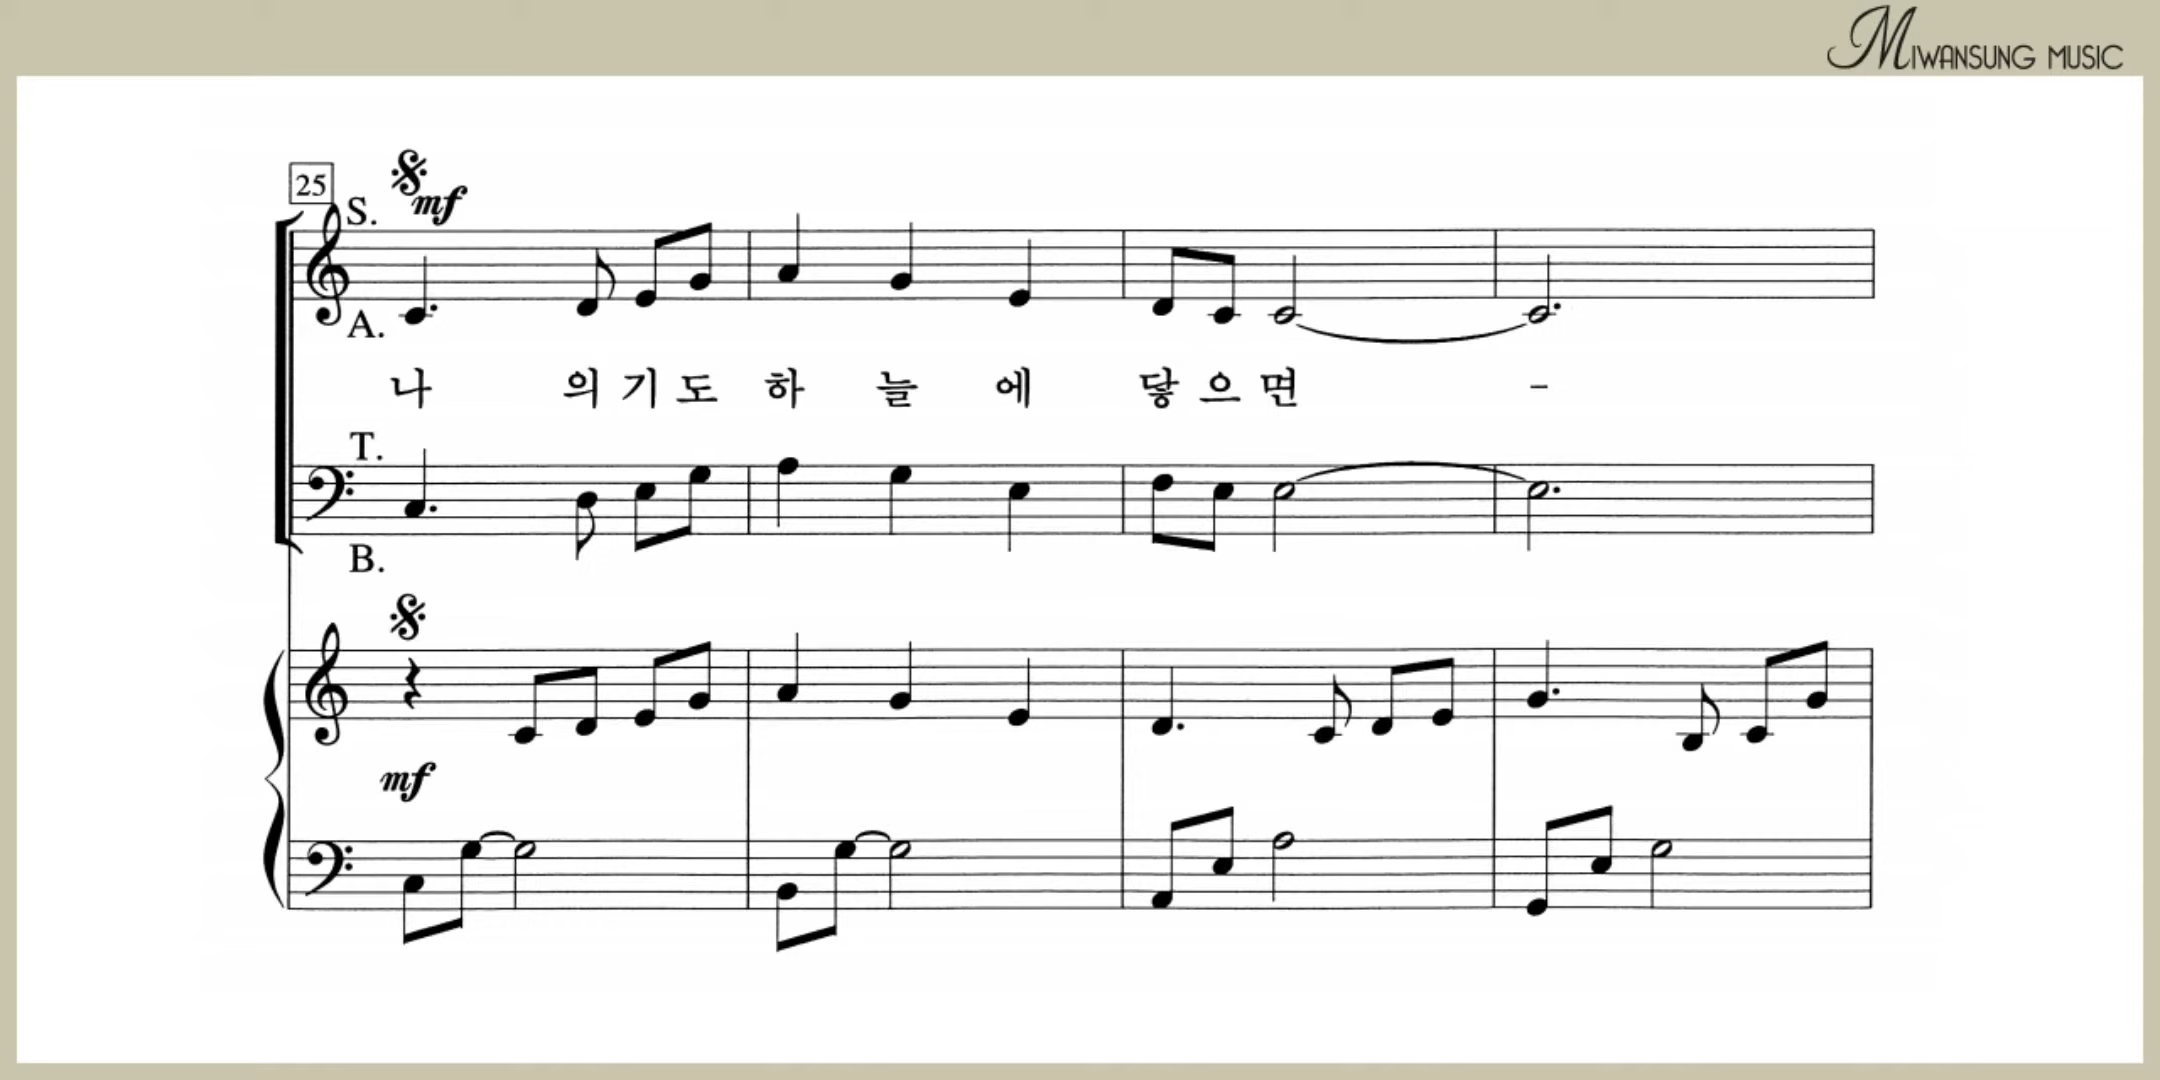 MIWANSUNG MUSIC
25
S.
mf
A.
나 의 기 도 하 늘 에 닿 으 면 -
T.
B.
mf